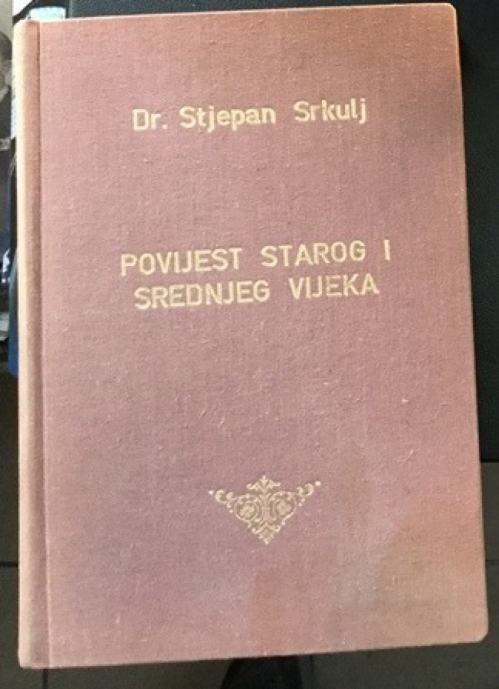 Dr. Stjepan Srkulj
POVIJEST STAROG I
SREDNJEG VIJEKA